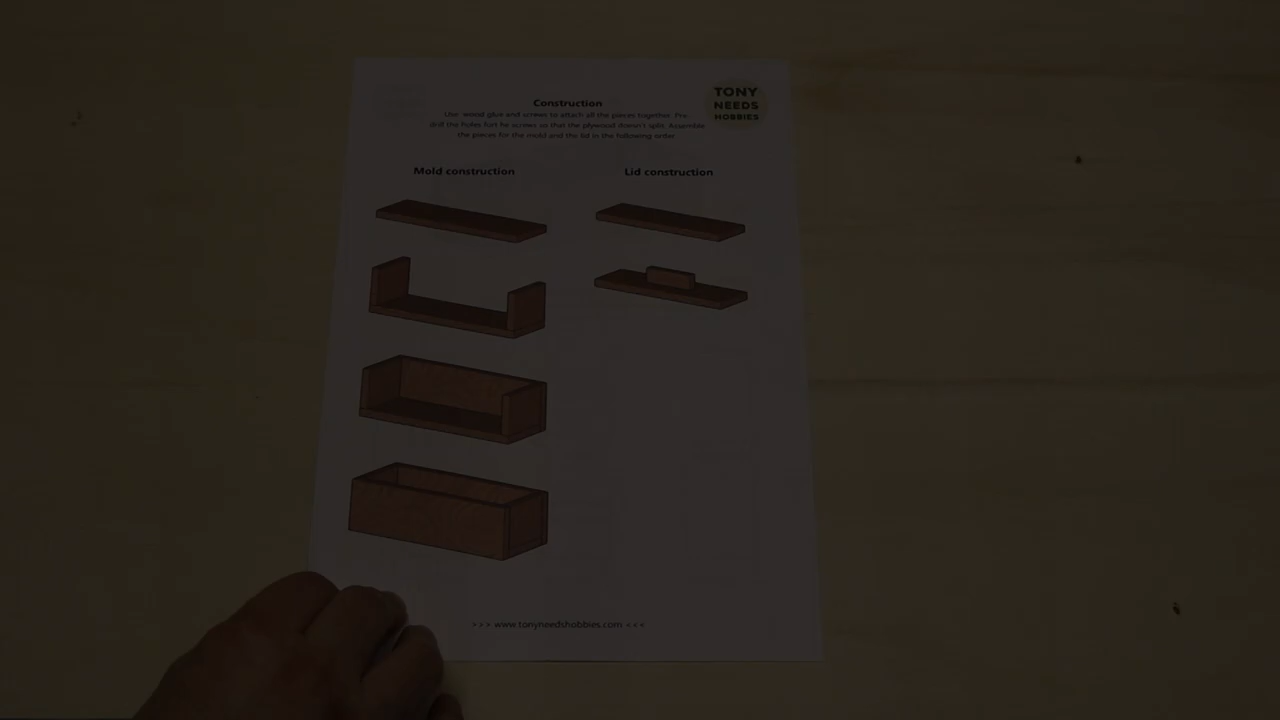 TONY
NEEDS
HOBBIES
Construction
Use wood glue and screws to attach all the pieces together. Pre
drill the holes fort he screws so that the plywood doesn't split. Assemble
the pieces for the mold and the lid in the following order
Mold construction
Lid construction
>>> www.tonyneedshobbies.com <<<